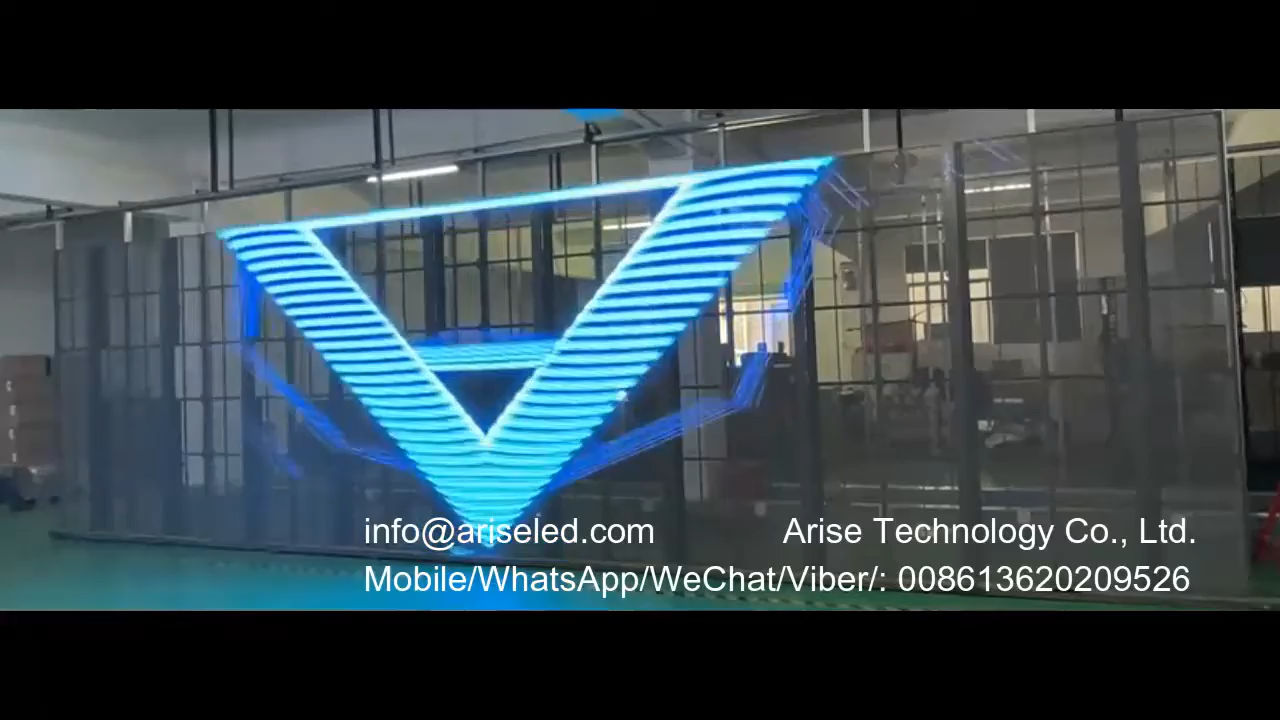 info@ariseled.com Arise Technology Co., Ltd.
Mobile/WhatsApp/WeChat/Viber/: 008613620209526